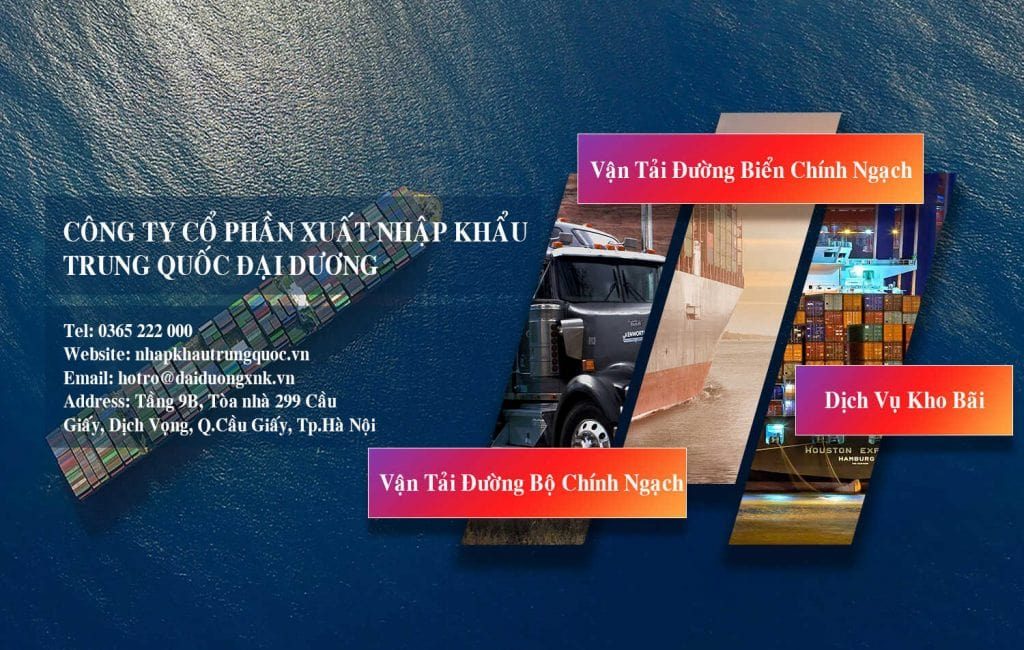 CÔNG TY CỔ PHẦN XUẤT NHẬP KHẨU
TRUNG QUỐC ĐẠI DƯƠNG
Tel: 0365 222 000
Website: nhapkhautrungquoc.vn
Email: hotro@daiduongxnk.vn
Address: Tầng 9B, Tòa nhà 299 Cầu
Giấy, Dịch Vọng, Q.Cầu Giấy, Tp.Hà Nội
Vận Tải Đường Biển Chính Ngạch
Dịch Vụ Kho Bãi
HOUSTON EXP
HAMBURG
Vận Tải Đường Bộ Chính Ngạch